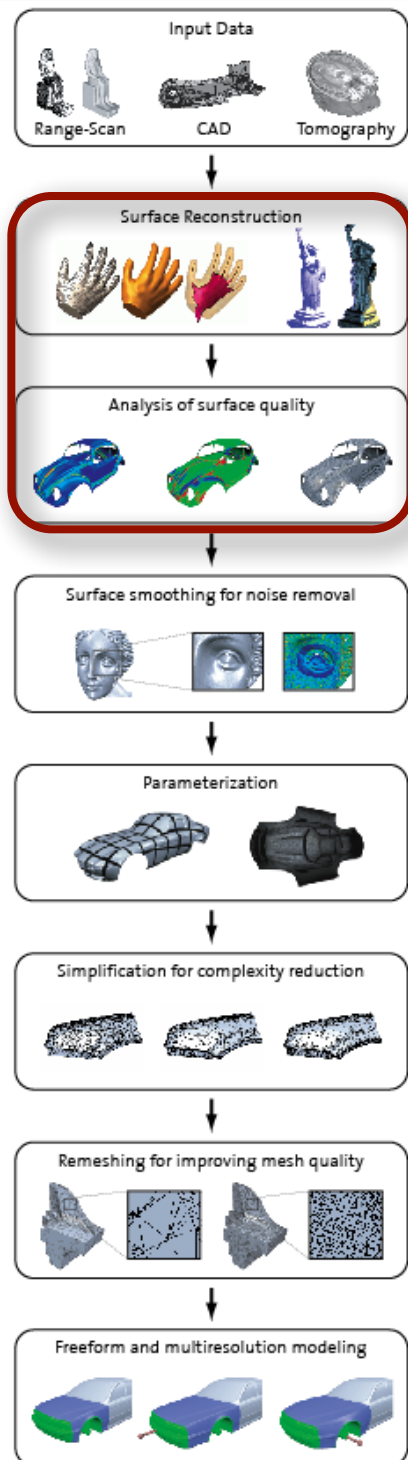 Input Data
Range-Scan CAD Tomography
Surface Reconstruction
Analysis of surface quality
Surface smoothing for noise removal
Parameterization
Simplification for complexity reduction
Remeshing for improving mesh quality
Freeform and multiresolution modeling